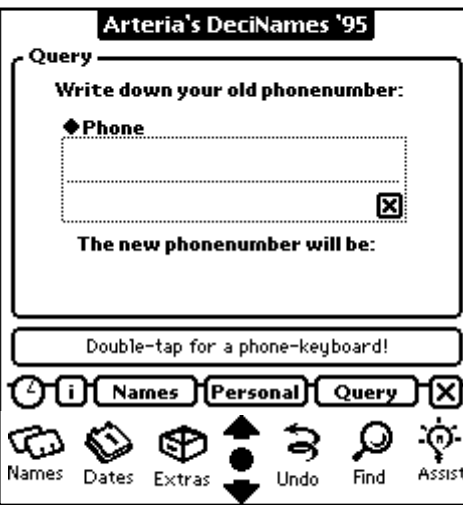 Arteria's DeciNames '95
Query
Write down your old phonenumber:
◆Phone
The new phonenumber will be:
Double-tap for a phone-keyboard!
i Names Personal Query
Names Dates Extras Undo Find Assist